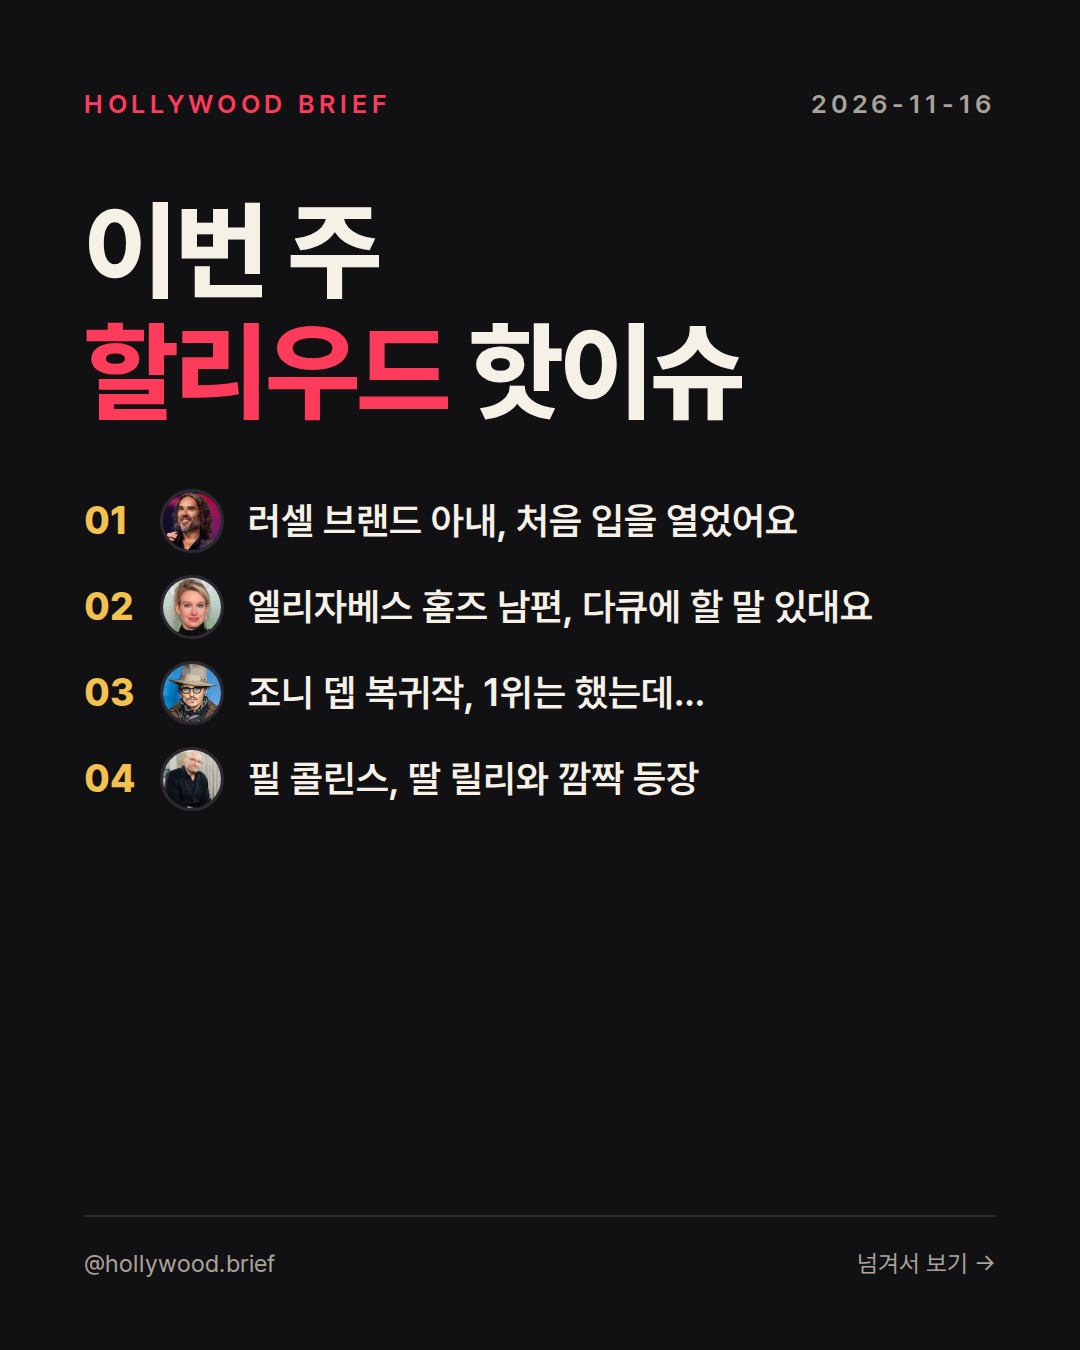 HOLLYWOOD BRIEF
2026-11-16
이번 주
할리우드 핫이슈
01 러셀 브랜드 아내, 처음 입을 열었어요
02 엘리자베스 홈즈 남편, 다큐에 할 말 있대요
03 조니 뎁 복귀작, 1위는 했는데...
04 필 콜린스, 딸 릴리와 깜짝 등장
@hollywood.brief
넘겨서 보기 →